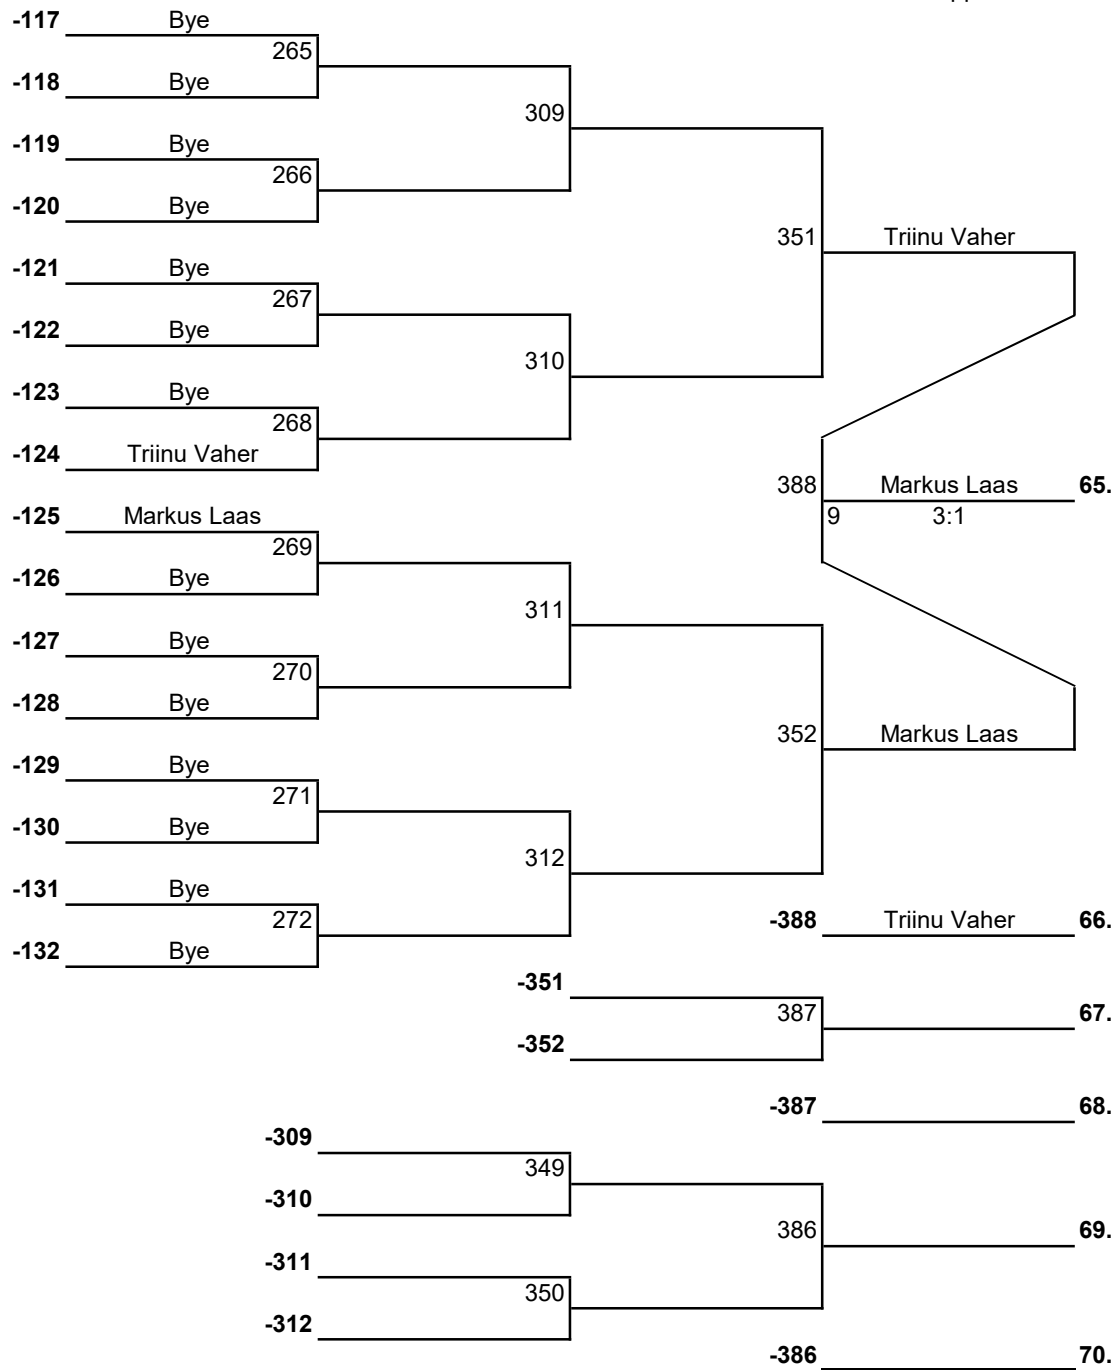 -117 Bye
265
-118 Bye
309
-119 Bye
266
-120 Bye
351 Triinu Vaher
-121 Bye
267
-122 Bye
310
-123 Bye
268
-124 Triinu Vaher
388 Markus Laas 65.
9 3:1
-125 Markus Laas
269
-126 Bye
311
-127 Bye
270
-128 Bye
352 Markus Laas
-129 Bye
271
-130 Bye
312
-131 Bye
272
-132 Bye
-388 Triinu Vaher 66.
-351
387 67.
-352
-387 68.
-309
349
-310
386 69.
-311
350
-312
-386 70.